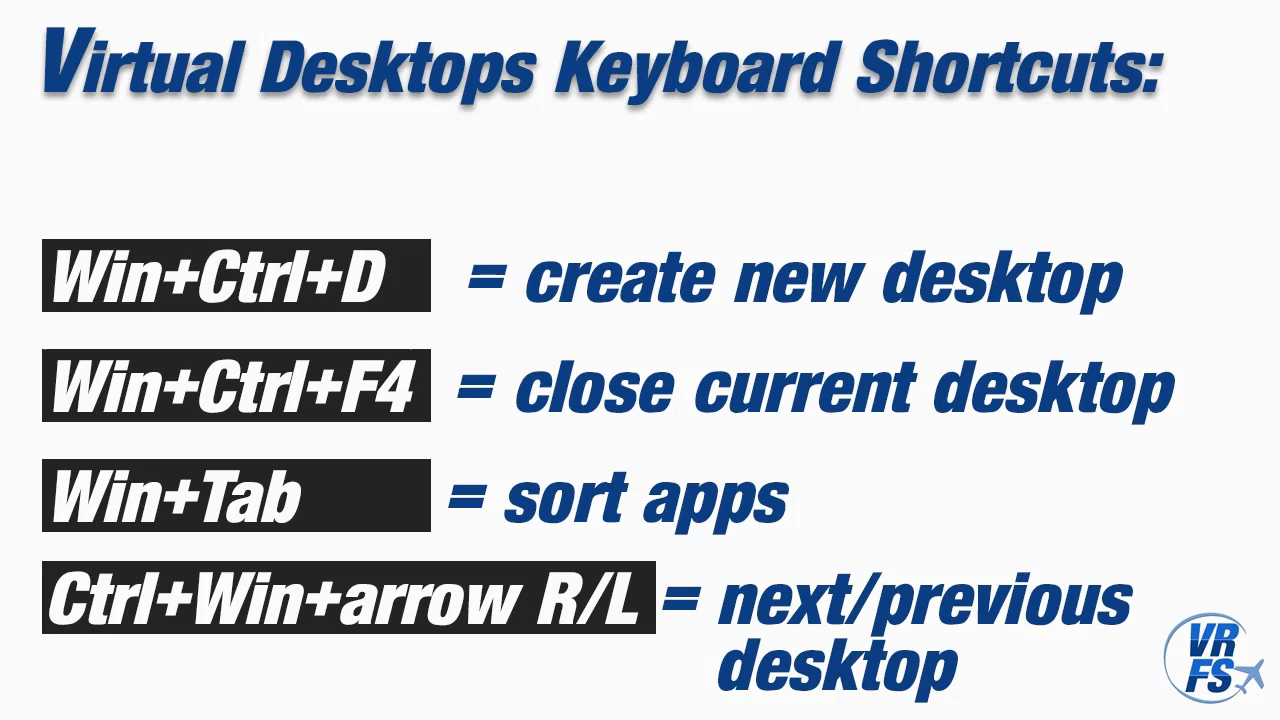 Virtual Desktops Keyboard Shortcuts:
Win+Ctrl+D = create new desktop
Win+Ctrl+F4 = close current desktop
Win+Tab = sort apps
Ctrl+Win+arrow R/L = next/previous
desktop
VR
FS